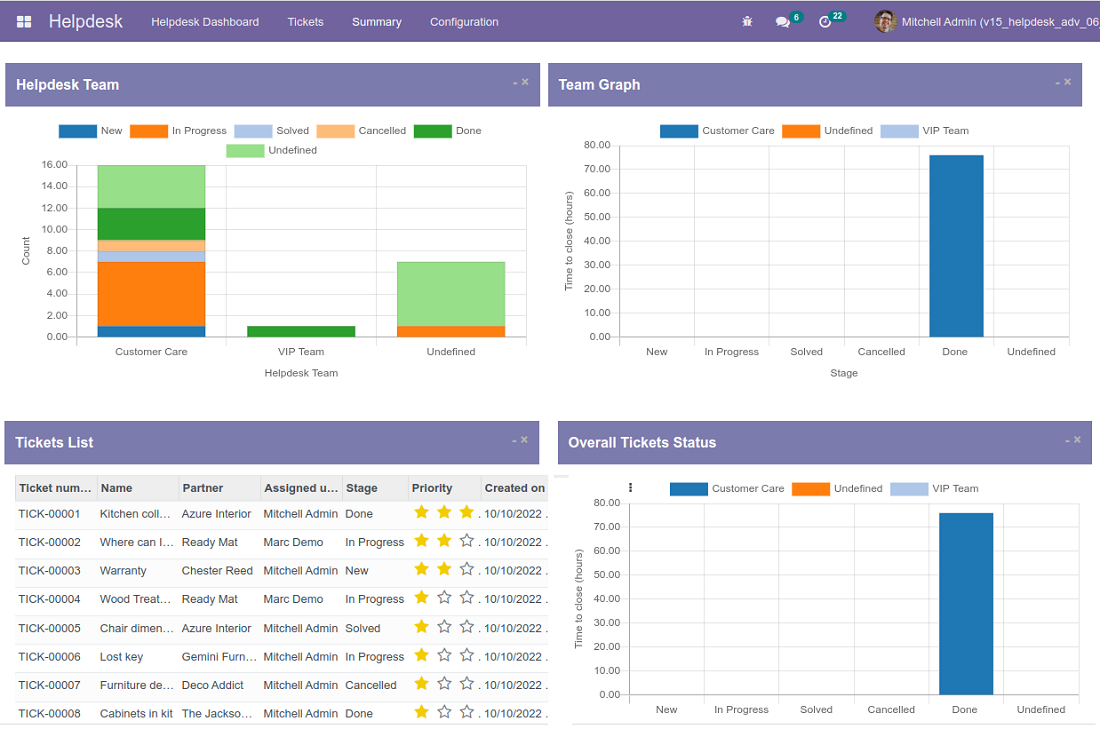 Helpdesk Helpdesk Dashboard Tickets Summary Configuration 6 22 Mitchell Admin (v15_helpdesk_adv_06
Helpdesk Team - ×
New In Progress Solved Cancelled Done
Undefined
16.00
14.00
12.00
10.00
8.00
6.00
4.00
2.00
0.00
Count
Customer Care VIP Team Undefined
Helpdesk Team
Team Graph - ×
Customer Care Undefined VIP Team
80.00
70.00
60.00
50.00
40.00
30.00
20.00
10.00
0.00
Time to close (hours)
New In Progress Solved Cancelled Done Undefined
Stage
Tickets List - ×
Ticket num... Name Partner Assigned u... Stage Priority Created on
TICK-00001 Kitchen coll... Azure Interior Mitchell Admin Done . 10/10/2022 .
TICK-00002 Where can I... Ready Mat Marc Demo In Progress . 10/10/2022 .
TICK-00003 Warranty Chester Reed Mitchell Admin New . 10/10/2022 .
TICK-00004 Wood Treat... Ready Mat Marc Demo In Progress . 10/10/2022 .
TICK-00005 Chair dimen... Azure Interior Mitchell Admin Solved . 10/10/2022 .
TICK-00006 Lost key Gemini Furn... Mitchell Admin In Progress . 10/10/2022 .
TICK-00007 Furniture de... Deco Addict Mitchell Admin Cancelled . 10/10/2022 .
TICK-00008 Cabinets in kit The Jackso... Mitchell Admin Done . 10/10/2022 .
Overall Tickets Status - ×
Customer Care Undefined VIP Team
80.00
70.00
60.00
50.00
40.00
30.00
20.00
10.00
0.00
Time to close (hours)
New In Progress Solved Cancelled Done Undefined